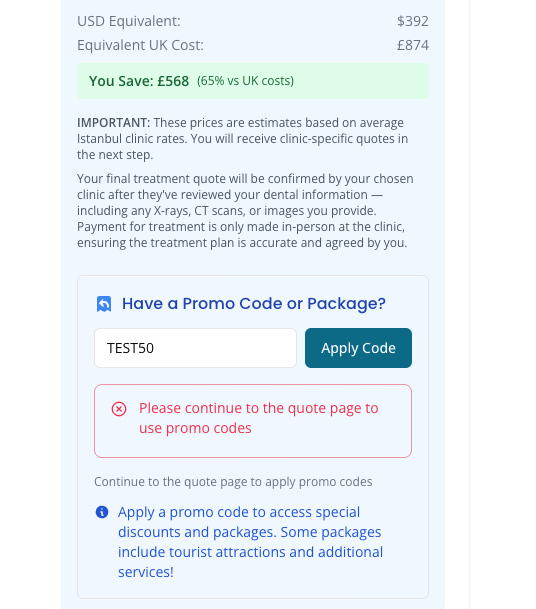 USD Equivalent: $392
Equivalent UK Cost: £874
You Save: £568 (65% vs UK costs)
IMPORTANT: These prices are estimates based on average
Istanbul clinic rates. You will receive clinic-specific quotes in
the next step.
Your final treatment quote will be confirmed by your chosen
clinic after they've reviewed your dental information —
including any X-rays, CT scans, or images you provide.
Payment for treatment is only made in-person at the clinic,
ensuring the treatment plan is accurate and agreed by you.
Have a Promo Code or Package?
TEST50 Apply Code
Please continue to the quote page to
use promo codes
Continue to the quote page to apply promo codes
Apply a promo code to access special
discounts and packages. Some packages
include tourist attractions and additional
services!